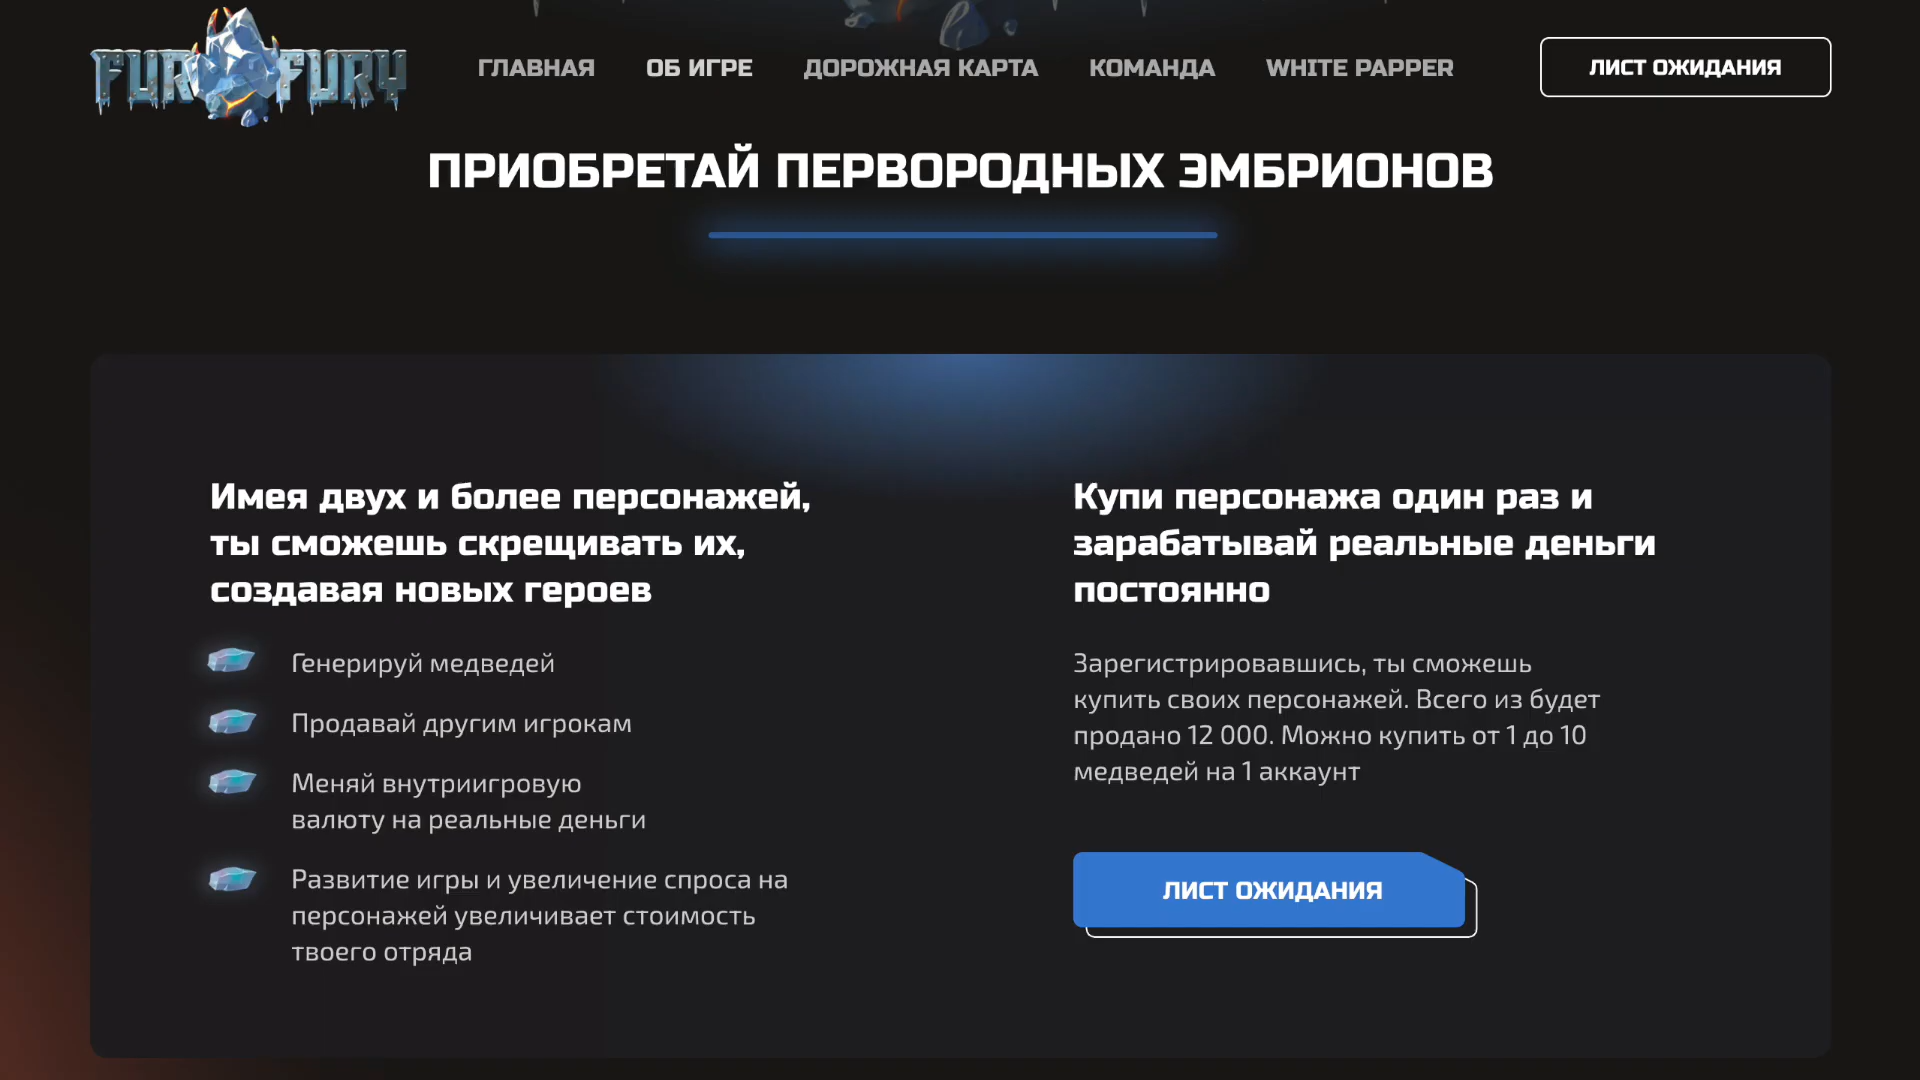 FUR FURY
ГЛАВНАЯ
ОБ ИГРЕ
ДОРОЖНАЯ КАРТА
КОМАНДА
WHITE PAPPER
ЛИСТ ОЖИДАНИЯ
ПРИОБРЕТАЙ ПЕРВОРОДНЫХ ЭМБРИОНОВ
Имея двух и более персонажей,
ты сможешь скрещивать их,
создавая новых героев
Генерируй медведей
Продавай другим игрокам
Меняй внутриигровую
валюту на реальные деньги
Развитие игры и увеличение спроса на
персонажей увеличивает стоимость
твоего отряда
Купи персонажа один раз и
зарабатывай реальные деньги
постоянно
Зарегистрировавшись, ты сможешь
купить своих персонажей. Всего из будет
продано 12 000. Можно купить от 1 до 10
медведей на 1 аккаунт
ЛИСТ ОЖИДАНИЯ